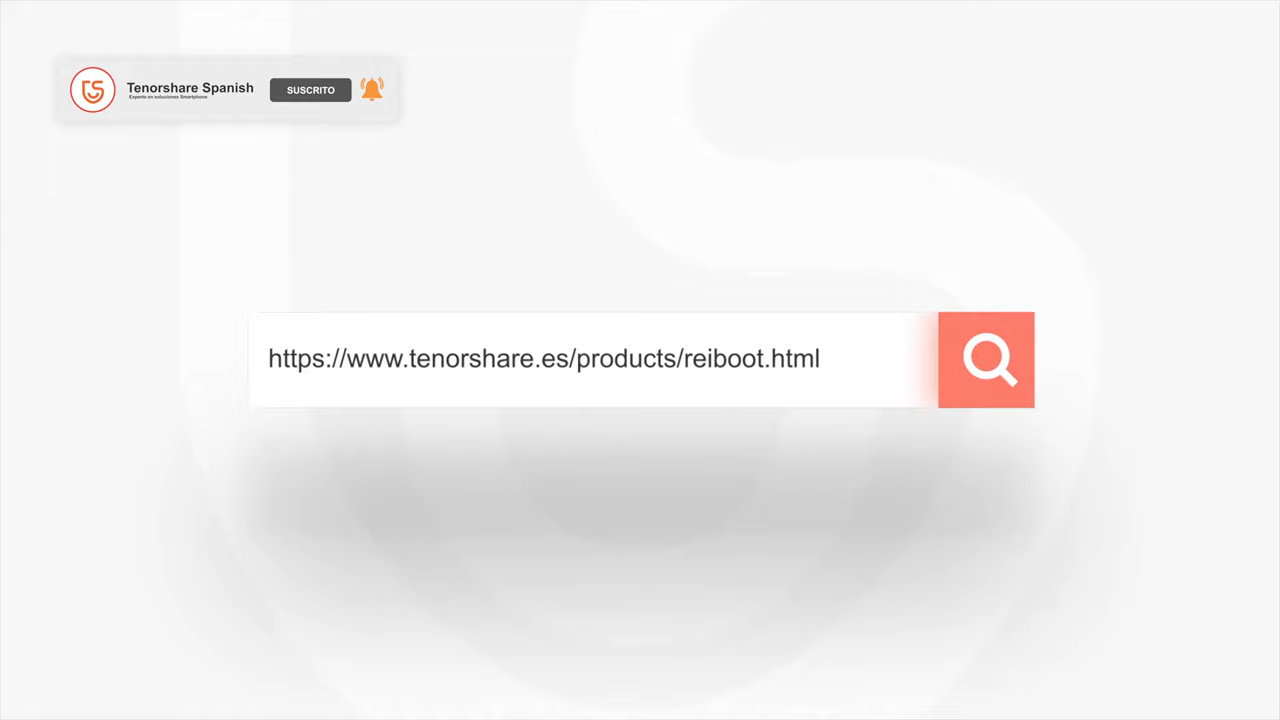 Tenorshare Spanish
SUSCRITO
Experto en soluciones Smartphone
https://www.tenorshare.es/products/reiboot.html